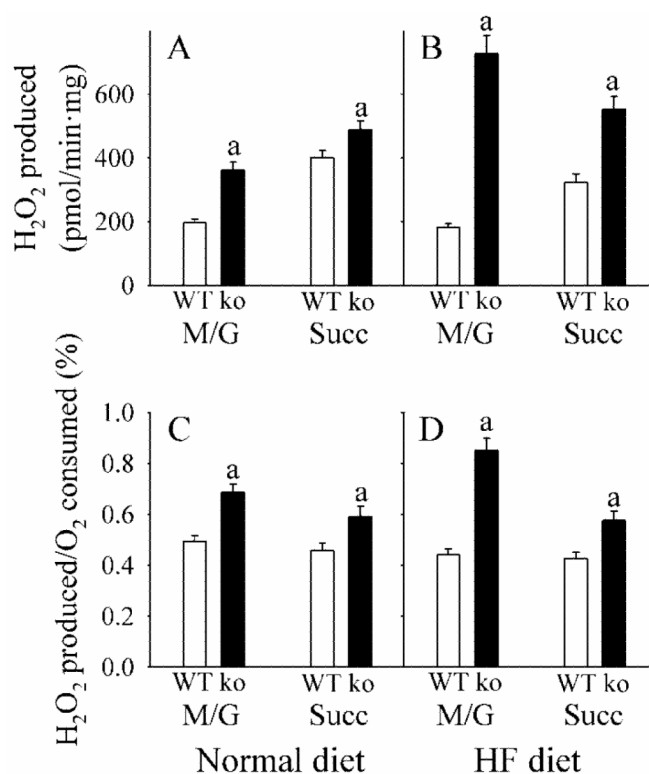 A
B
H₂O₂ produced
(pmol/min·mg)
600
400
200
0
a
a
a
a
WT ko
WT ko
WT ko
WT ko
M/G
Succ
M/G
Succ
C
D
H₂O₂ produced/O₂ consumed (%)
1.0
0.8
0.6
0.4
0.2
0.0
a
a
a
a
WT ko
WT ko
WT ko
WT ko
M/G
Succ
M/G
Succ
Normal diet
HF diet